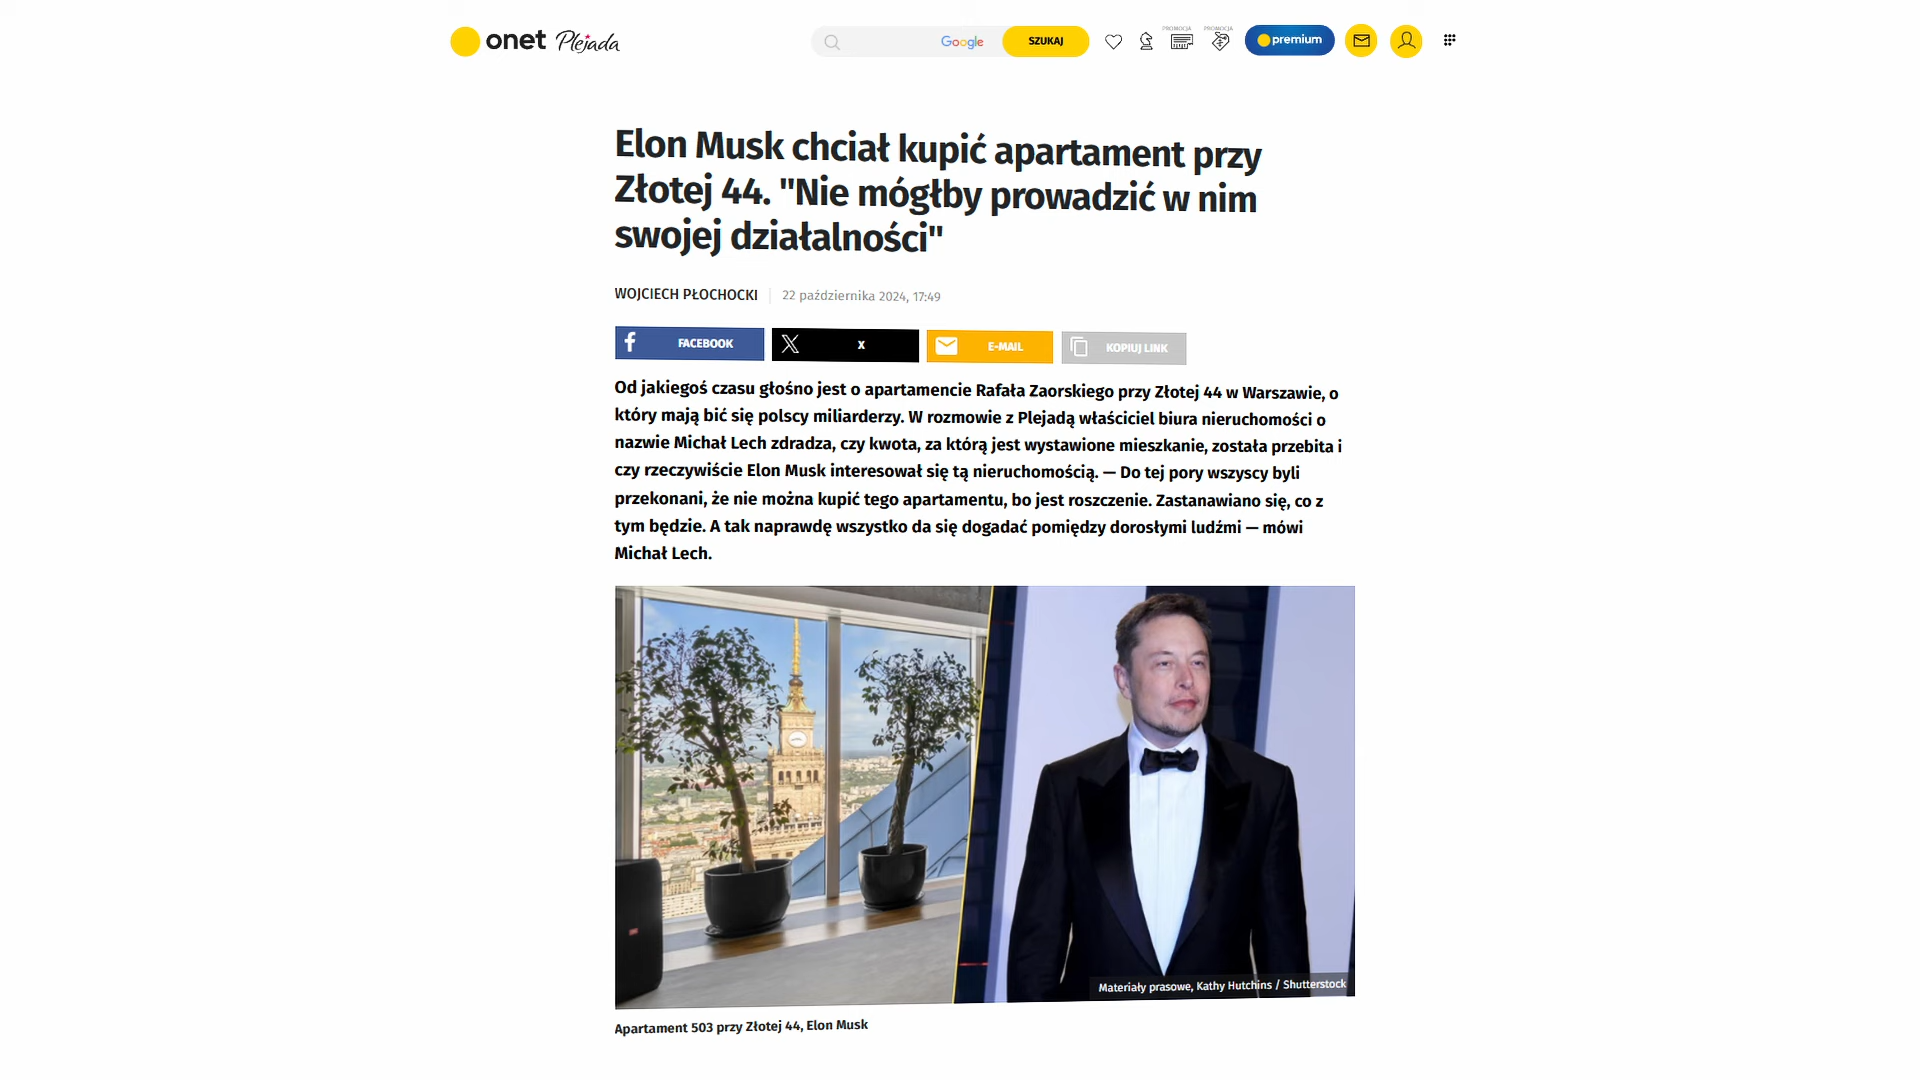 onet Plejada
Google
SZUKAJ
PROMOCJA
PROMOCJA
premium
Elon Musk chciał kupić apartament przy
Złotej 44. "Nie mógłby prowadzić w nim
swojej działalności"
WOJCIECH PŁOCHOCKI
22 października 2024, 17:49
FACEBOOK
X
E-MAIL
KOPIUJ LINK
Od jakiegoś czasu głośno jest o apartamencie Rafała Zaorskiego przy Złotej 44 w Warszawie, o
który mają bić się polscy miliarderzy. W rozmowie z Plejadą właściciel biura nieruchomości o
nazwie Michał Lech zdradza, czy kwota, za którą jest wystawione mieszkanie, została przebita i
czy rzeczywiście Elon Musk interesował się tą nieruchomością. — Do tej pory wszyscy byli
przekonani, że nie można kupić tego apartamentu, bo jest roszczenie. Zastanawiano się, co z
tym będzie. A tak naprawdę wszystko da się dogadać pomiędzy dorosłymi ludźmi — mówi
Michał Lech.
Materiały prasowe, Kathy Hutchins / Shutterstock
Apartament 503 przy Złotej 44, Elon Musk